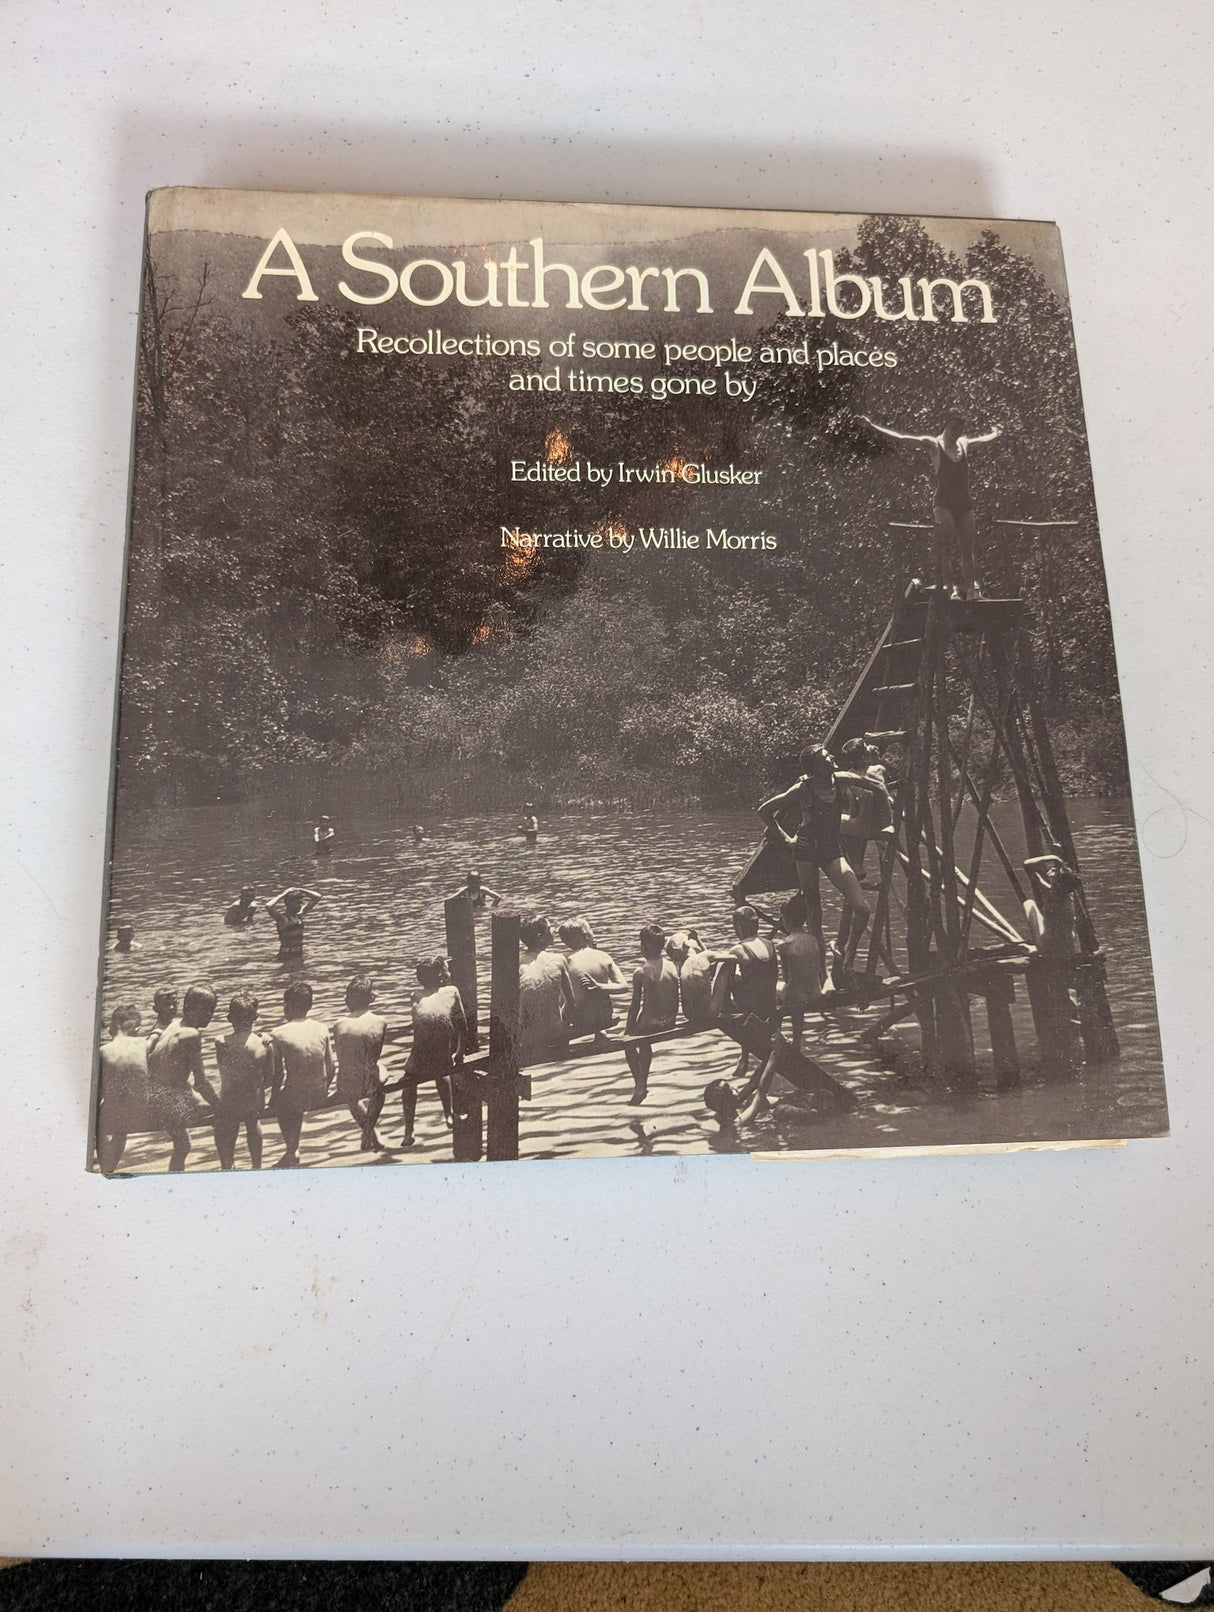 A Southern Album
Recollections of some people and places
and times gone by
Edited by Irwin Glusker
Narrative by Willie Morris